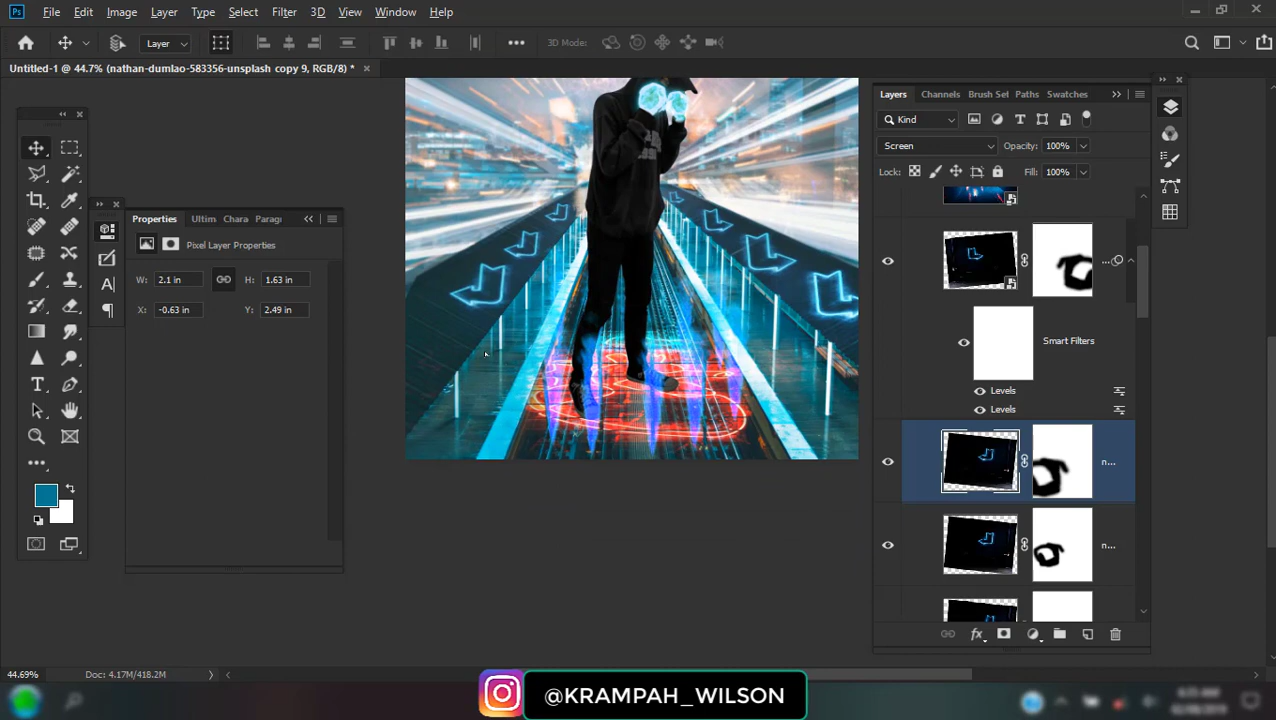 Ps File Edit Image Layer Type Select Filter 3D View Window Help
Layer 3D Mode:
Untitled-1 @ 44.7% (nathan-dumlao-583356-unsplash copy 9, RGB/8) *
Properties Ultim Chara Paragr
Pixel Layer Properties
W: 2.1 in H: 1.63 in
X: -0.63 in Y: 2.49 in
Layers Channels Brush Set Paths Swatches
Kind
Screen Opacity: 100%
Lock: Fill: 100%
...
Smart Filters
Levels
Levels
n...
n...
fx
44.69% Doc: 4.17M/418.2M
@KRAMPAH_WILSON